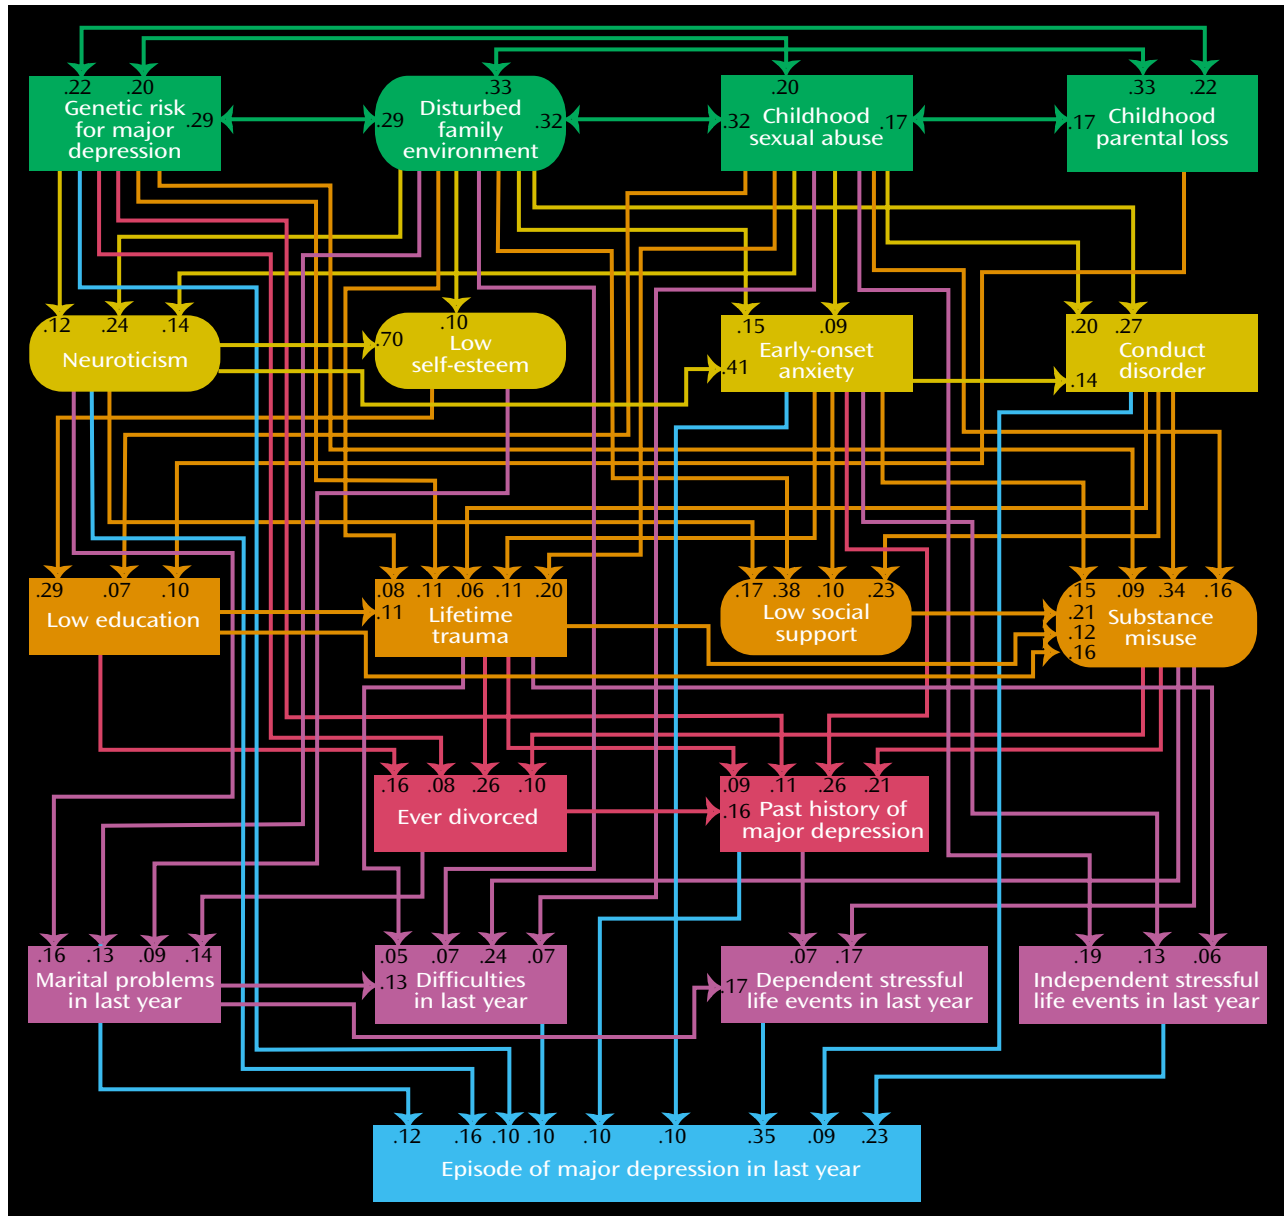 .22 .20 .33 .20 .33 .22
Genetic risk
for major
depression
.29
.29
Disturbed
family
environment
.32
.32
Childhood
sexual abuse
.17
.17
Childhood
parental loss
.12 .24 .14
Neuroticism
.10
.70
Low
self-esteem
.15 .09
.41
Early-onset
anxiety
.20 .27
.14
Conduct
disorder
.29 .07 .10
Low education
.08 .11 .06 .11 .20
.11
Lifetime
trauma
.17 .38 .10 .23
Low social
support
.15 .09 .34 .16
.21
.12
.16
Substance
misuse
.16 .08 .26 .10
Ever divorced
.09 .11 .26 .21
.16
Past history of
major depression
.16 .13 .09 .14
Marital problems
in last year
.05 .07 .24 .07
.13
Difficulties
in last year
.07 .17
.17
Dependent stressful
life events in last year
.19 .13 .06
Independent stressful
life events in last year
.12 .16 .10 .10 .10 .10 .35 .09 .23
Episode of major depression in last year